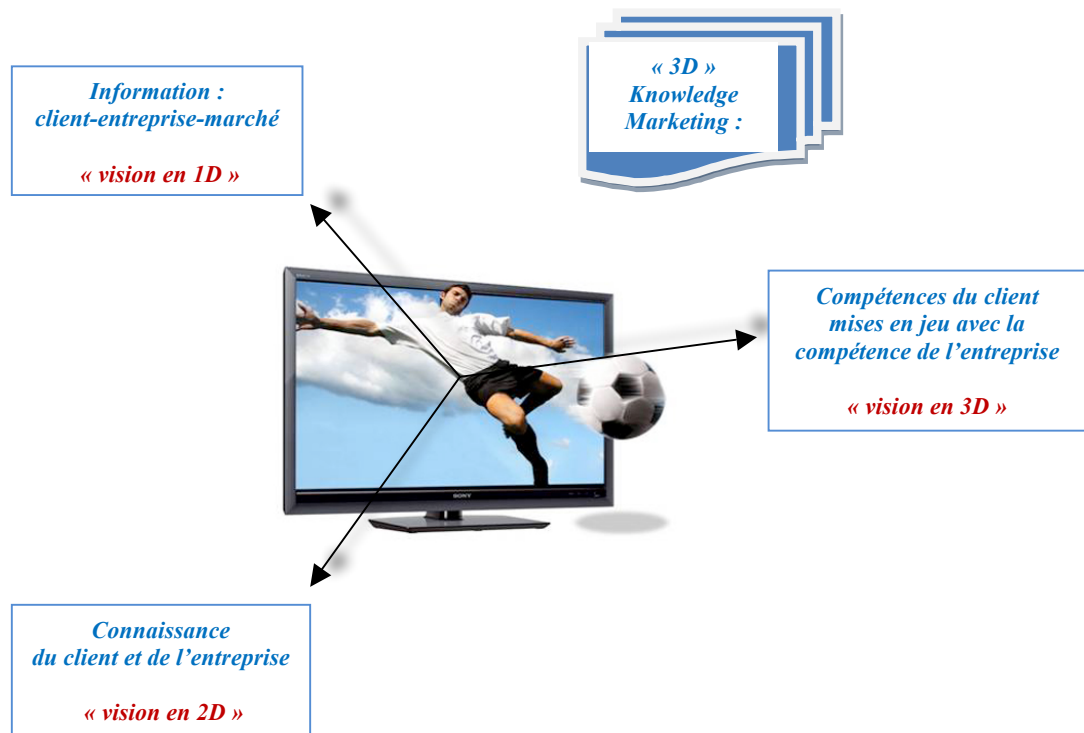 « 3D »
Knowledge
Marketing :
Information :
client-entreprise-marché
« vision en 1D »
Compétences du client
mises en jeu avec la
compétence de l’entreprise
« vision en 3D »
SONY
Connaissance
du client et de l’entreprise
« vision en 2D »